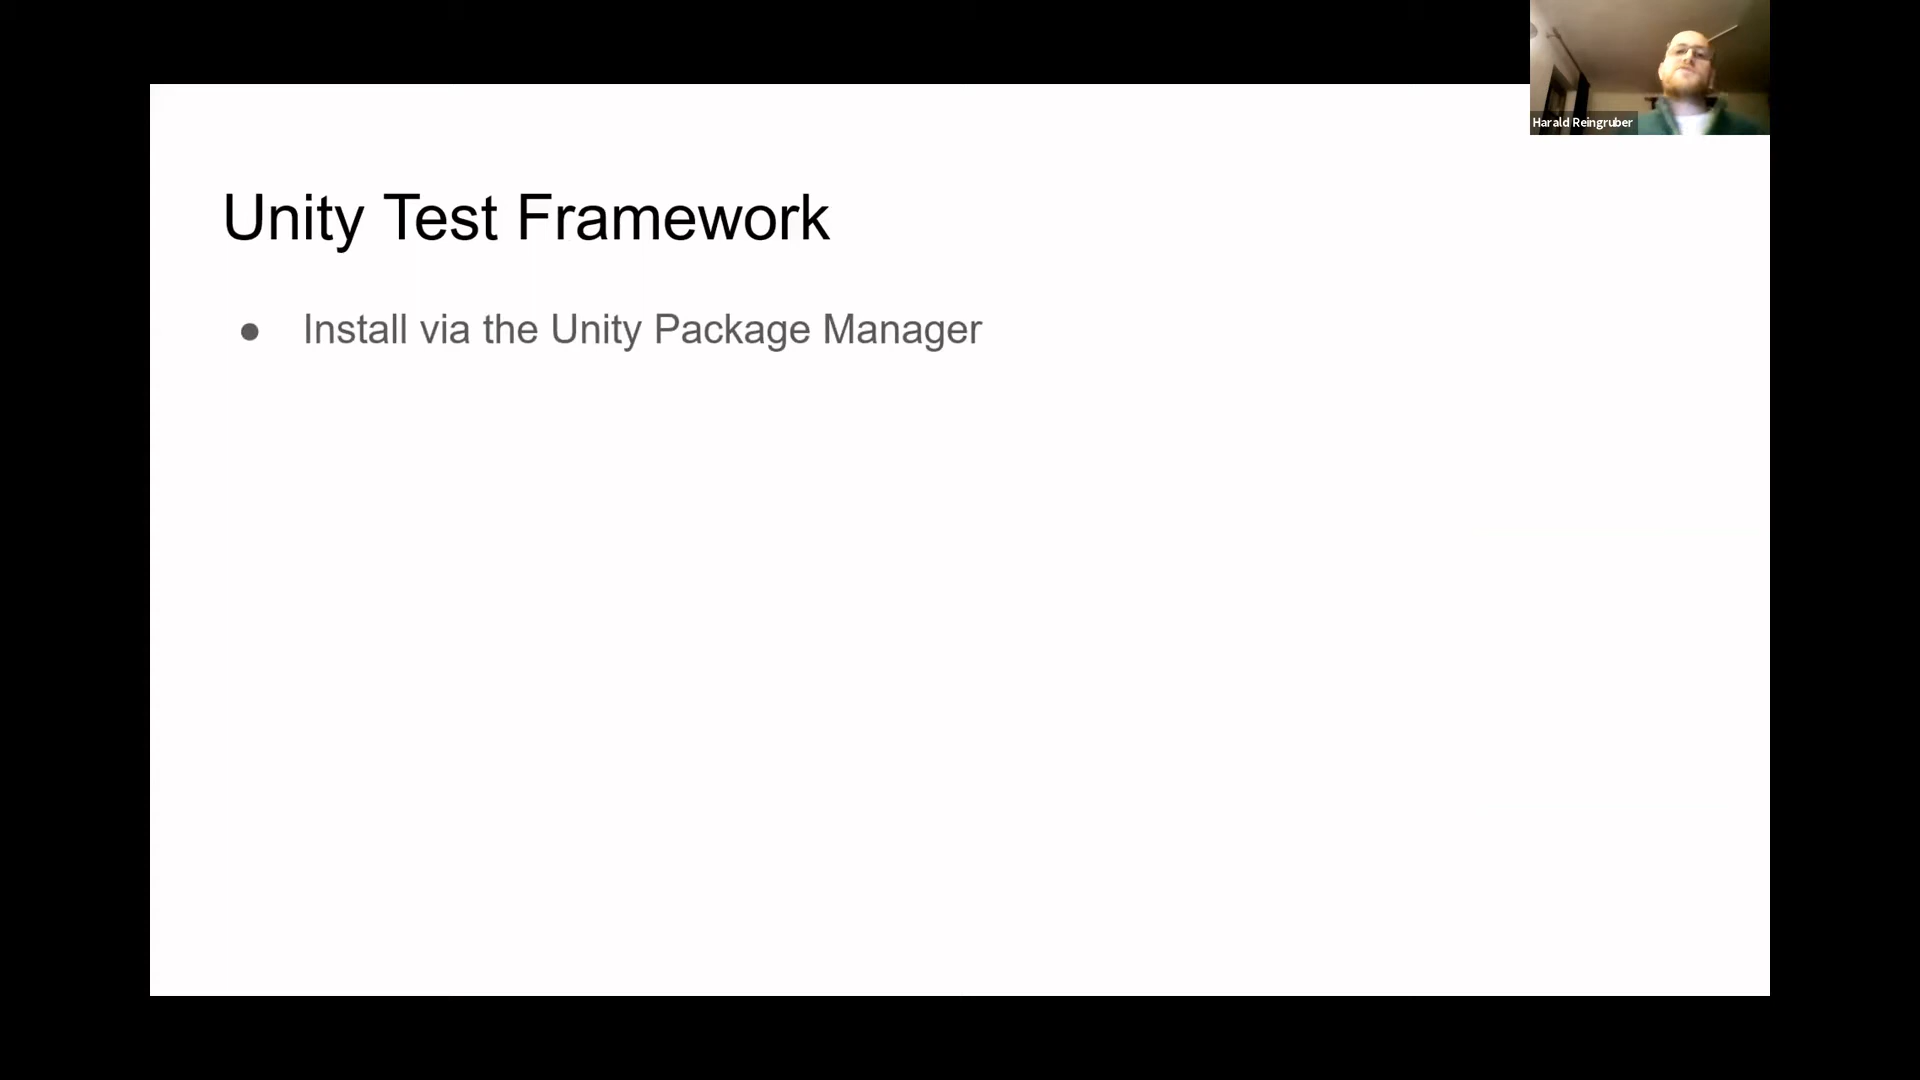 Harald Reingruber
Unity Test Framework
● Install via the Unity Package Manager